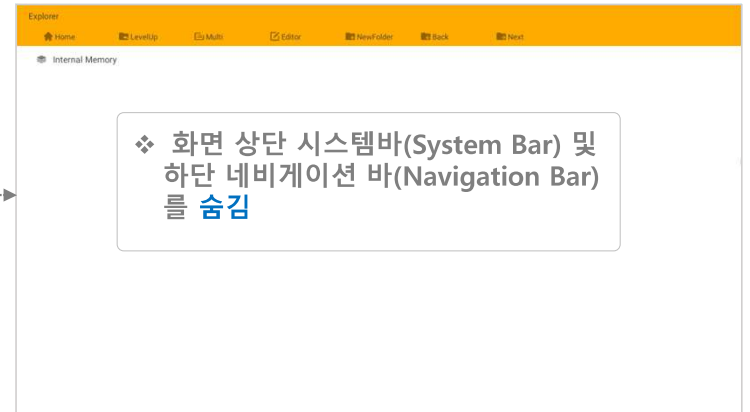 Explorer
Home LevelUp Multi Editor NewFolder Back Next
Internal Memory
❖ 화면 상단 시스템바(System Bar) 및
하단 네비게이션 바(Navigation Bar)
를 숨김